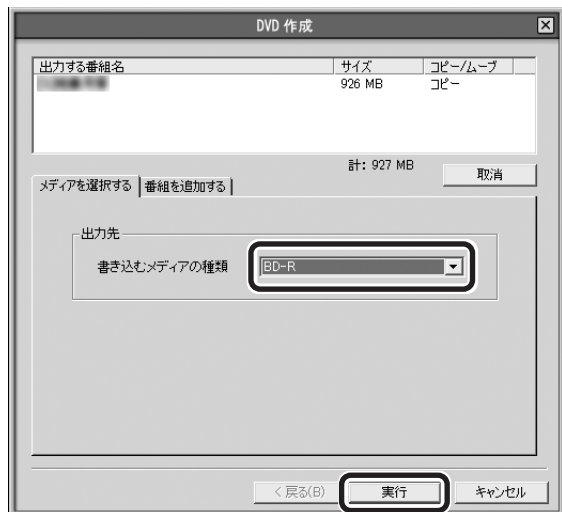 DVD 作成
出力する番組名 サイズ コピー/ムーブ
926 MB コピー
計: 927 MB
取消
メディアを選択する 番組を追加する
出力先
書き込むメディアの種類 BD-R
< 戻る(B) 実行 キャンセル